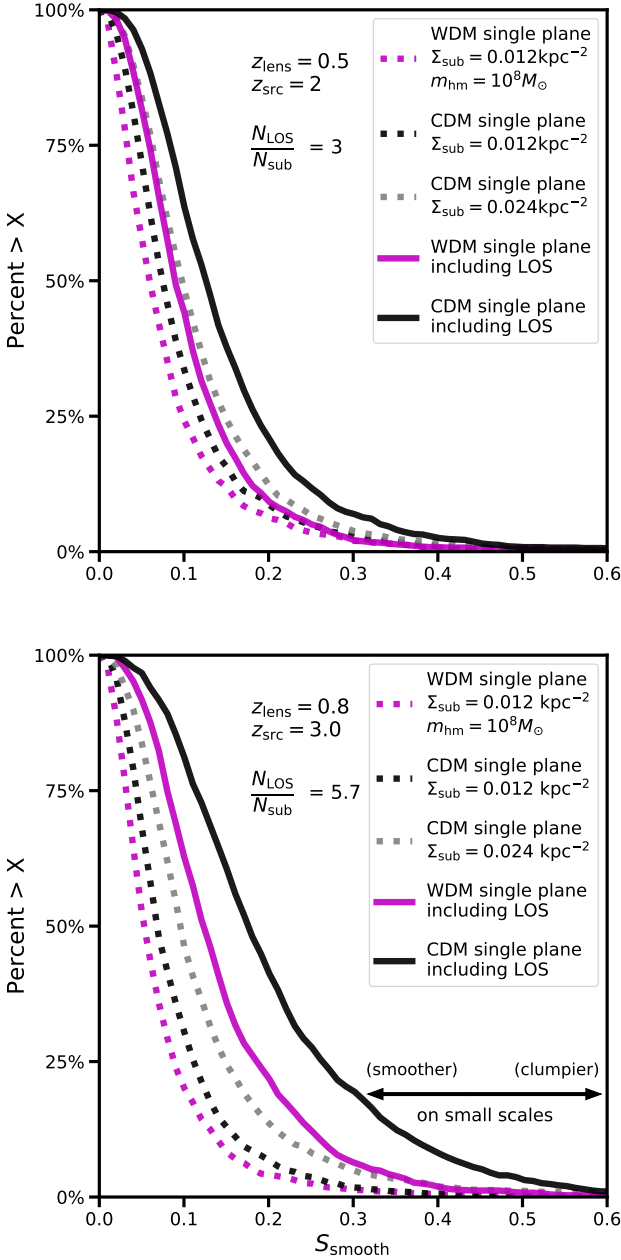 100%
75%
50%
25%
0%
Percent > X
z_lens = 0.5
z_src = 2
N_LOS
N_sub = 3
WDM single plane
Σ_sub = 0.012kpc⁻²
m_hm = 10⁸M_⊙
CDM single plane
Σ_sub = 0.012kpc⁻²
CDM single plane
Σ_sub = 0.024kpc⁻²
WDM single plane
including LOS
CDM single plane
including LOS
0.0 0.1 0.2 0.3 0.4 0.5 0.6
100%
75%
50%
25%
0%
Percent > X
z_lens = 0.8
z_src = 3.0
N_LOS
N_sub = 5.7
WDM single plane
Σ_sub = 0.012 kpc⁻²
m_hm = 10⁸M_⊙
CDM single plane
Σ_sub = 0.012 kpc⁻²
CDM single plane
Σ_sub = 0.024 kpc⁻²
WDM single plane
including LOS
CDM single plane
including LOS
(smoother) (clumpier)
on small scales
0.0 0.1 0.2 0.3 0.4 0.5 0.6
S_smooth